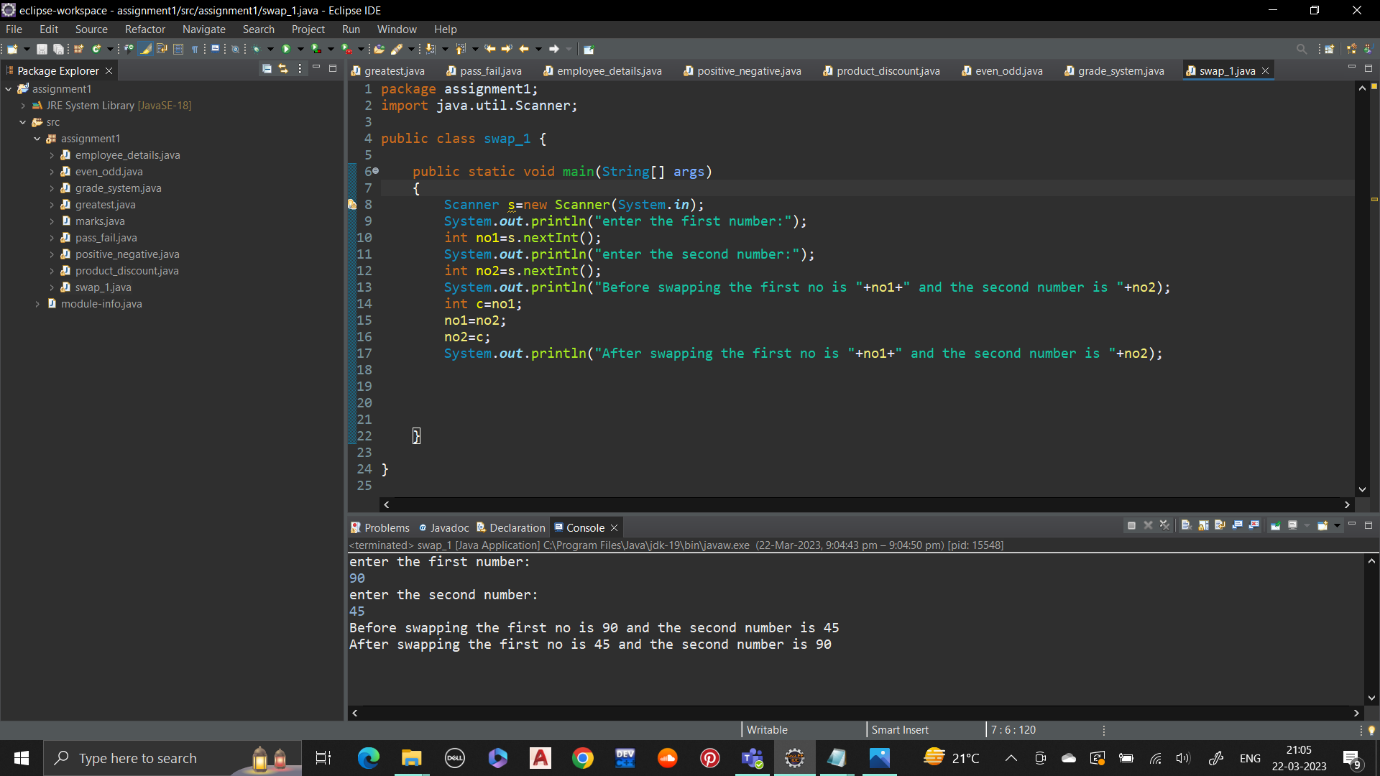 eclipse-workspace - assignment1/src/assignment1/swap_1.java - Eclipse IDE
File Edit Source Refactor Navigate Search Project Run Window Help
Package Explorer
assignment1
JRE System Library [JavaSE-18]
src
assignment1
employee_details.java
even_odd.java
grade_system.java
greatest.java
marks.java
pass_fail.java
positive_negative.java
product_discount.java
swap_1.java
module-info.java
greatest.java pass_fail.java employee_details.java positive_negative.java product_discount.java even_odd.java grade_system.java swap_1.java
1 package assignment1;
2 import java.util.Scanner;
3
4 public class swap_1 {
5
6 public static void main(String[] args)
7 {
8 Scanner s=new Scanner(System.in);
9 System.out.println("enter the first number:");
10 int no1=s.nextInt();
11 System.out.println("enter the second number:");
12 int no2=s.nextInt();
13 System.out.println("Before swapping the first no is "+no1+" and the second number is "+no2);
14 int c=no1;
15 no1=no2;
16 no2=c;
17 System.out.println("After swapping the first no is "+no1+" and the second number is "+no2);
18
19
20
21
22 }
23
24 }
25
Problems Javadoc Declaration Console
<terminated> swap_1 [Java Application] C:\Program Files\Java\jdk-19\bin\javaw.exe (22-Mar-2023, 9:04:43 pm – 9:04:50 pm) [pid: 15548]
enter the first number:
90
enter the second number:
45
Before swapping the first no is 90 and the second number is 45
After swapping the first no is 45 and the second number is 90
Writable Smart Insert 7 : 6 : 120
Type here to search
DELL
A
DEV
21°C
ENG
21:05
22-03-2023
9